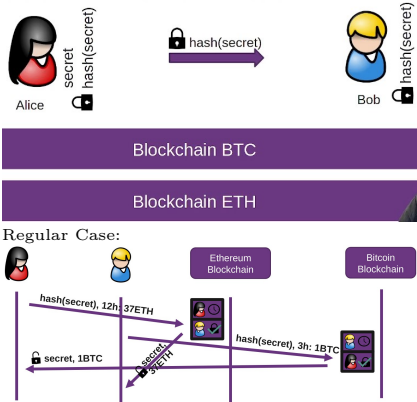 secret
hash(secret)
hash(secret)
hash(secret)
Alice
Bob
Blockchain BTC
Blockchain ETH
Regular Case:
Ethereum
Blockchain
Bitcoin
Blockchain
hash(secret), 12h: 37ETH
hash(secret), 3h: 1BTC
secret, 1BTC
secret,
37ETH